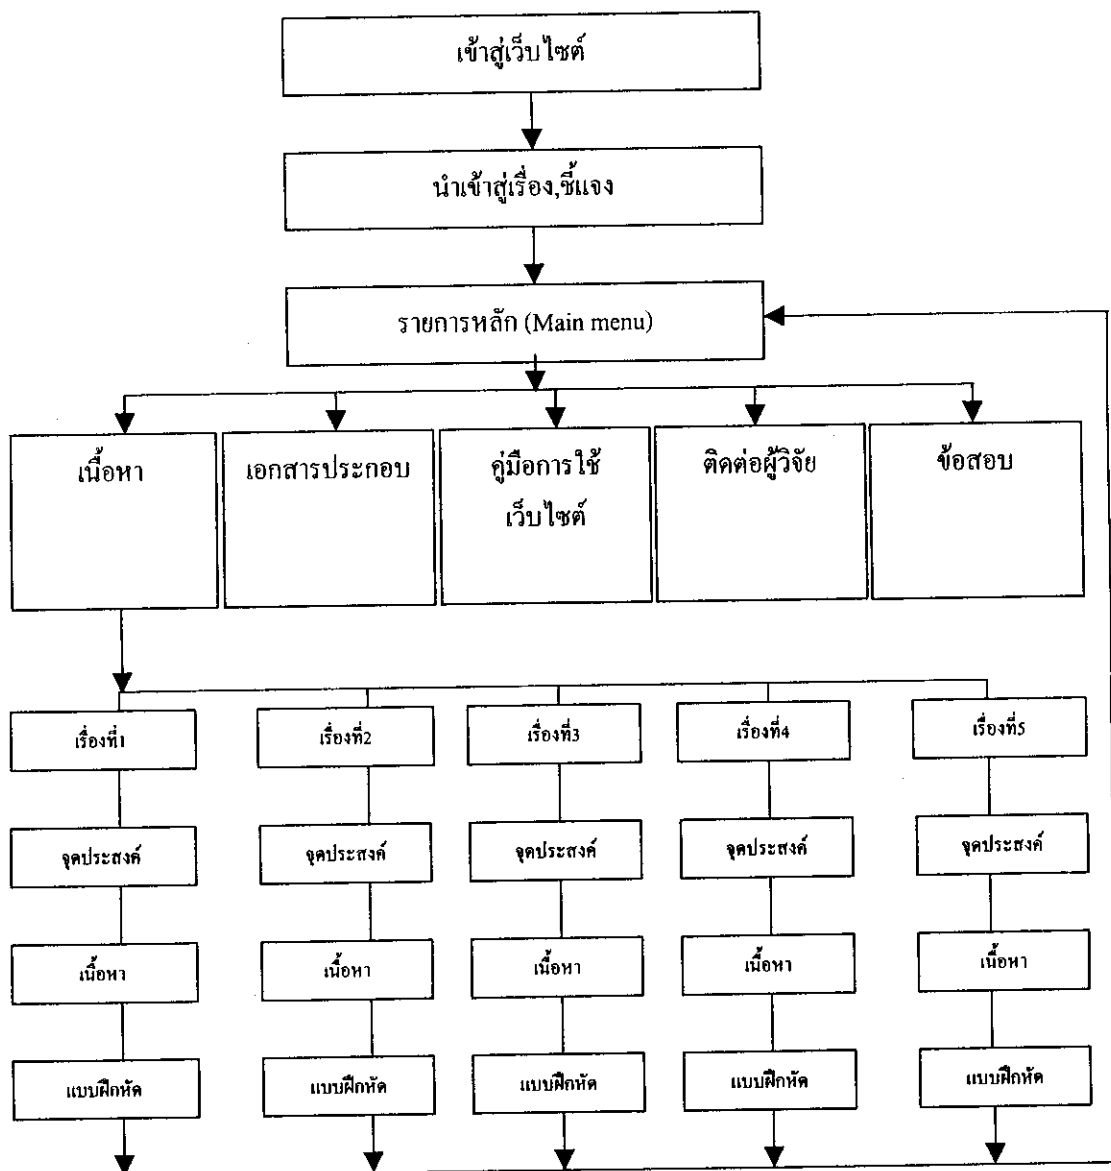 เข้าสู่เว็บไซต์
นำเข้าสู่เรื่อง,ชี้แจง
รายการหลัก (Main menu)
เนื้อหา
เอกสารประกอบ
คู่มือการใช้
เว็บไซต์
ติดต่อผู้วิจัย
ข้อสอบ
เรื่องที่1
เรื่องที่2
เรื่องที่3
เรื่องที่4
เรื่องที่5
จุดประสงค์
จุดประสงค์
จุดประสงค์
จุดประสงค์
จุดประสงค์
เนื้อหา
เนื้อหา
เนื้อหา
เนื้อหา
เนื้อหา
แบบฝึกหัด
แบบฝึกหัด
แบบฝึกหัด
แบบฝึกหัด
แบบฝึกหัด